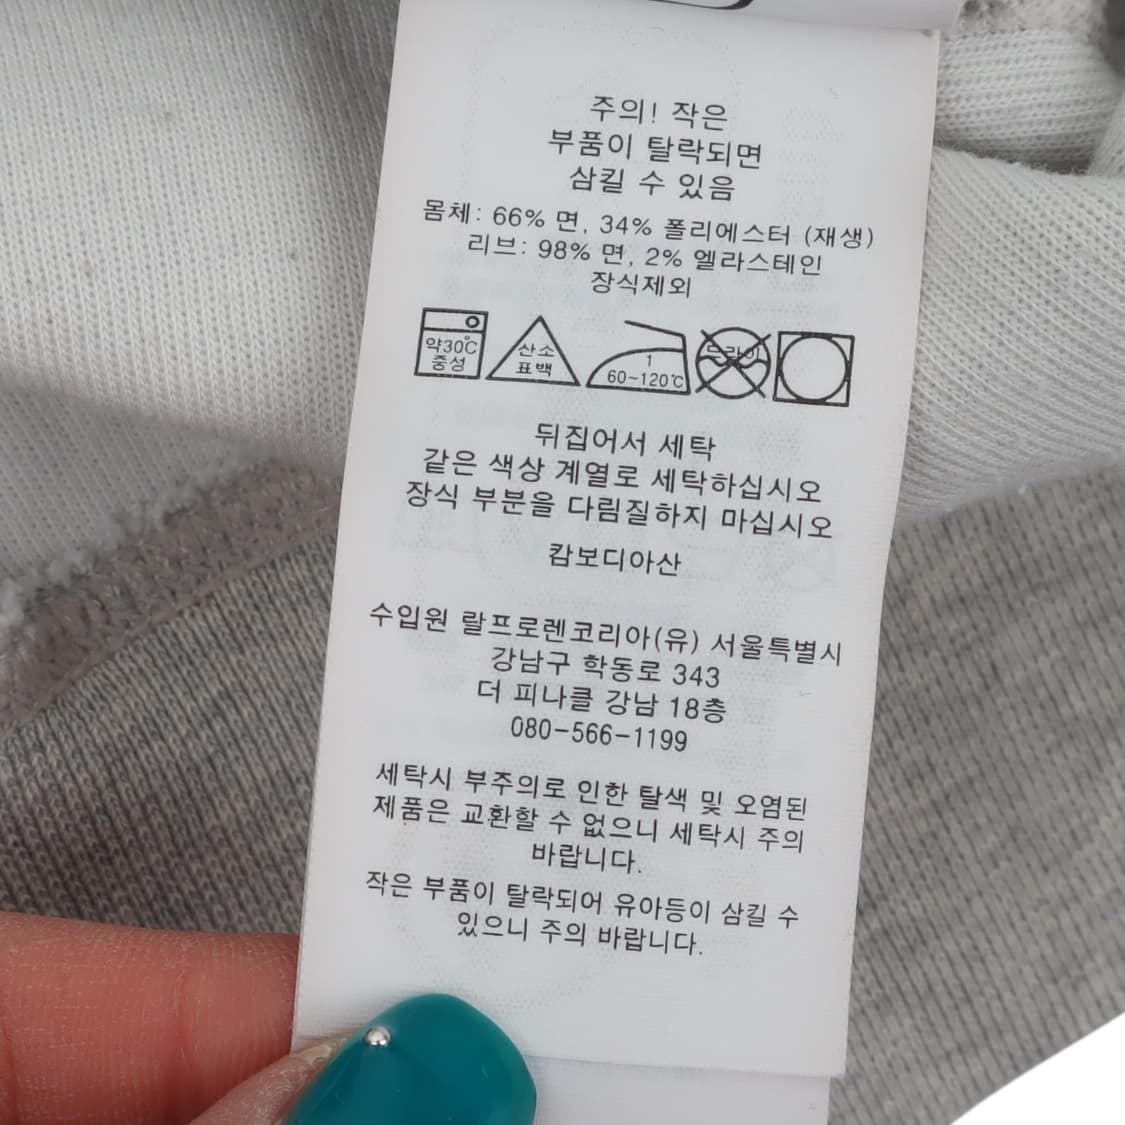 주의! 작은
부품이 탈락되면
삼킬 수 있음
몸체: 66% 면, 34% 폴리에스터 (재생)
리브: 98% 면, 2% 엘라스테인
장식제외
약30℃
중성
산소
표백
1
60~120℃
드라이
뒤집어서 세탁
같은 색상 계열로 세탁하십시오
장식 부분을 다림질하지 마십시오
캄보디아산
수입원 랄프로렌코리아(유) 서울특별시
강남구 학동로 343
더 피나클 강남 18층
080-566-1199
세탁시 부주의로 인한 탈색 및 오염된
제품은 교환할 수 없으니 세탁시 주의
바랍니다.
작은 부품이 탈락되어 유아등이 삼킬 수
있으니 주의 바랍니다.